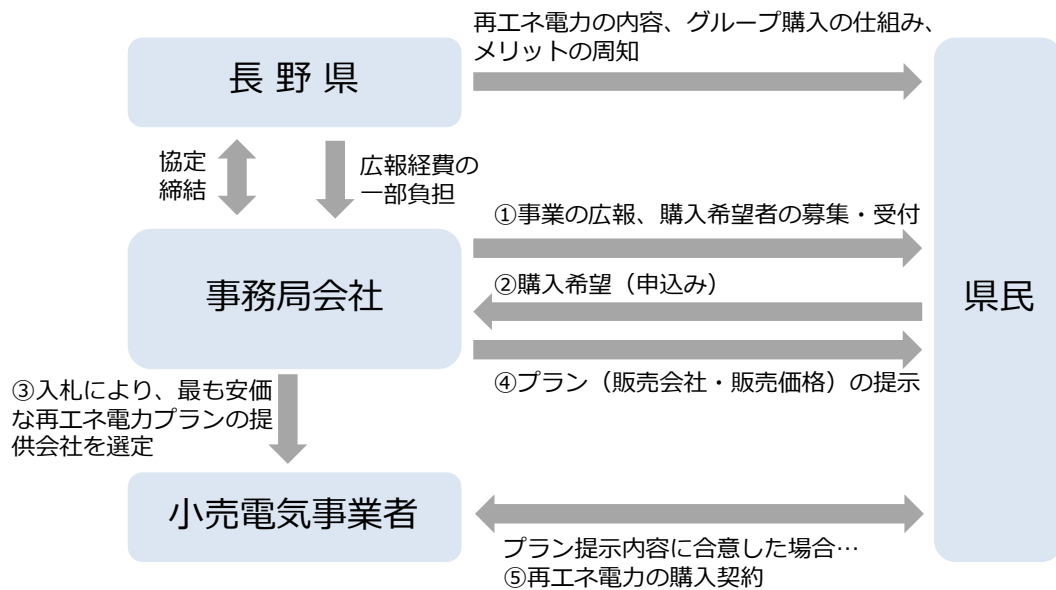 再エネ電力の内容、グループ購入の仕組み、
メリットの周知
長 野 県
協定
締結
広報経費の
一部負担
①事業の広報、購入希望者の募集・受付
事務局会社
②購入希望（申込み）
県民
④プラン（販売会社・販売価格）の提示
③入札により、最も安価
な再エネ電力プランの提
供会社を選定
小売電気事業者
プラン提示内容に合意した場合…
⑤再エネ電力の購入契約